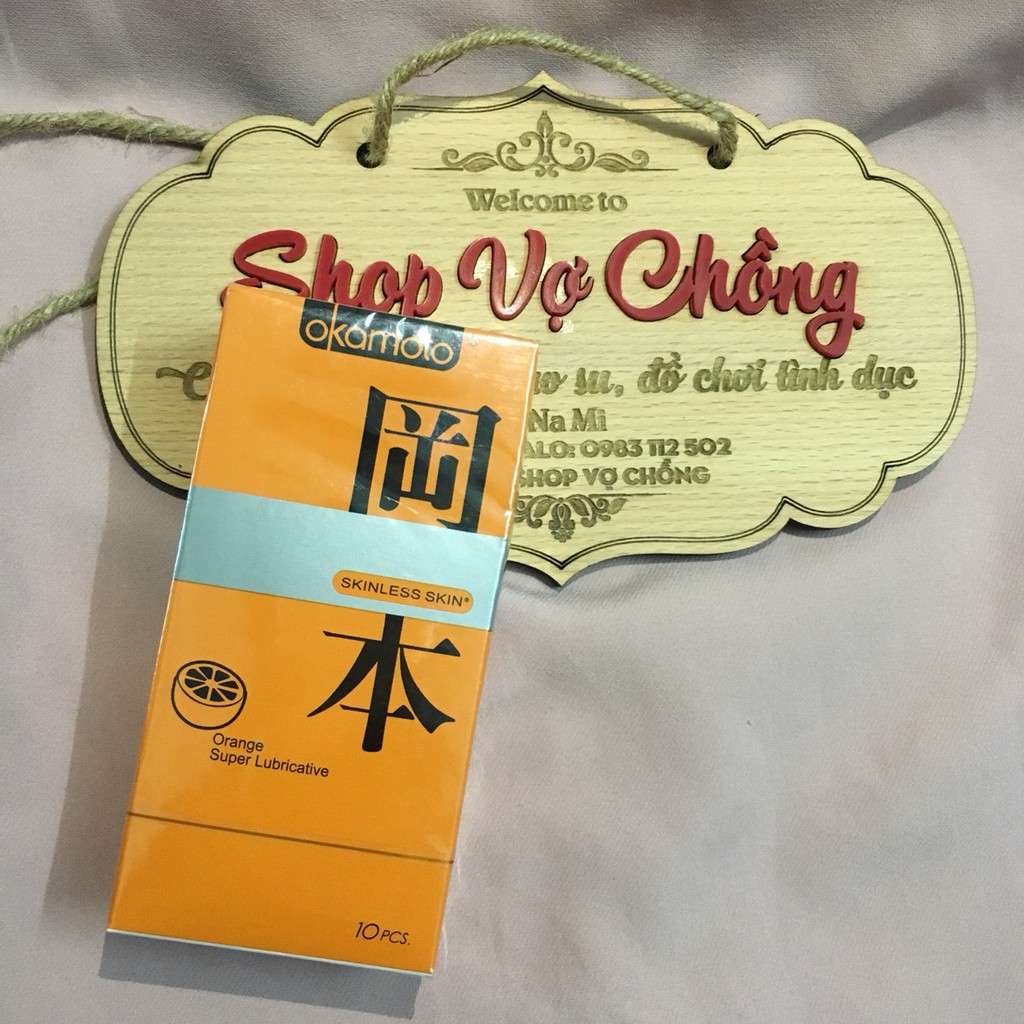 Welcome to
Shop Vợ Chồng
su, đồ chơi tình dục
Na Mi
ALO: 0983 112 502
SHOP VỢ CHỒNG
okamoto
岡
SKINLESS SKIN®
本
Orange
Super Lubricative
10 PCS.